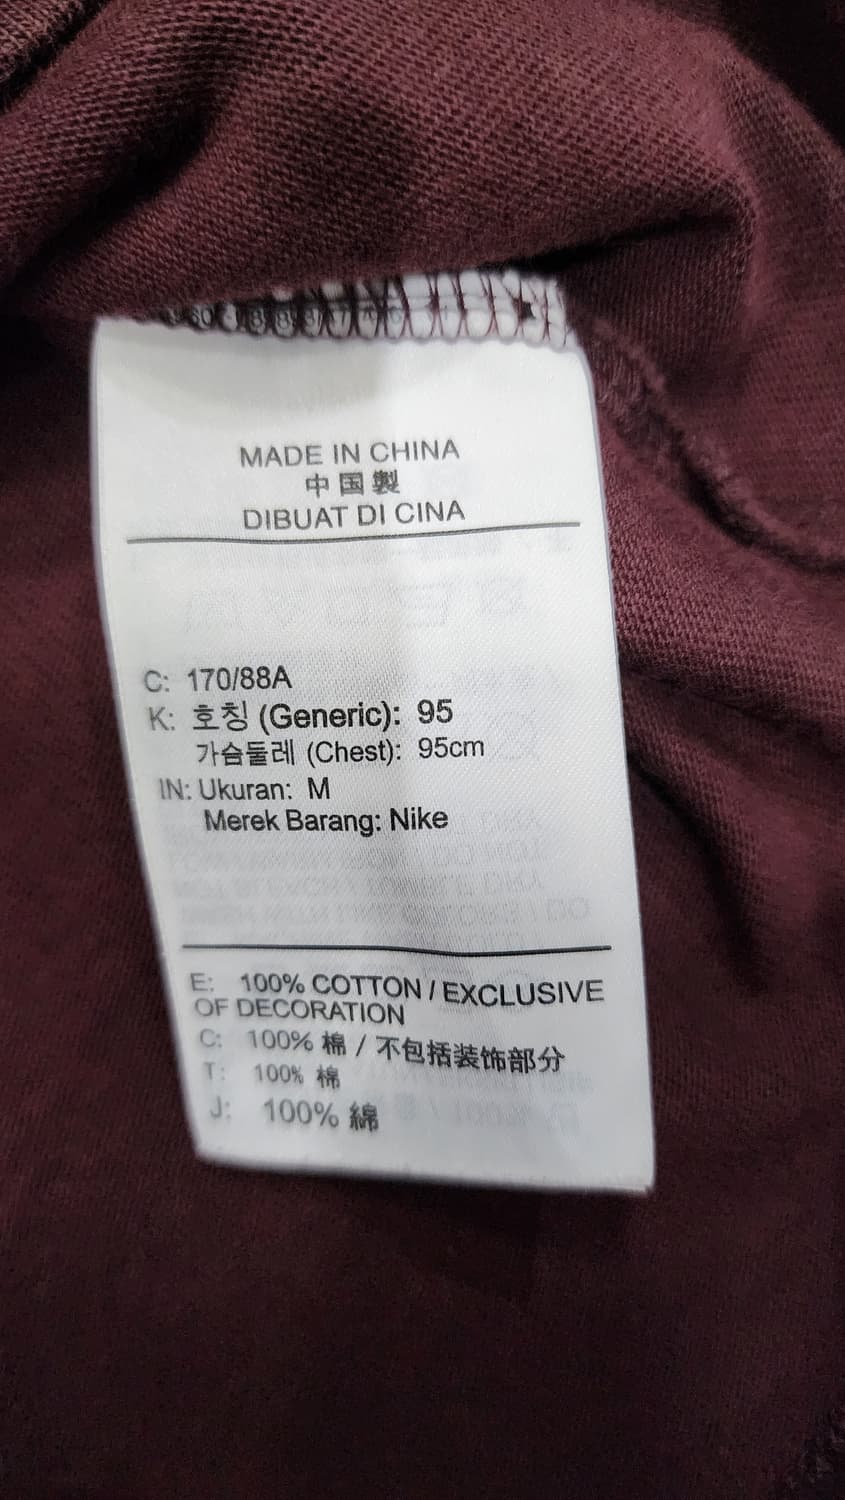 MADE IN CHINA
中国製
DIBUAT DI CINA
C: 170/88A
K: 호칭 (Generic): 95
가슴둘레 (Chest): 95cm
IN: Ukuran: M
Merek Barang: Nike
E: 100% COTTON / EXCLUSIVE
OF DECORATION
C: 100% 棉 / 不包括装饰部分
T: 100% 棉
J: 100% 綿